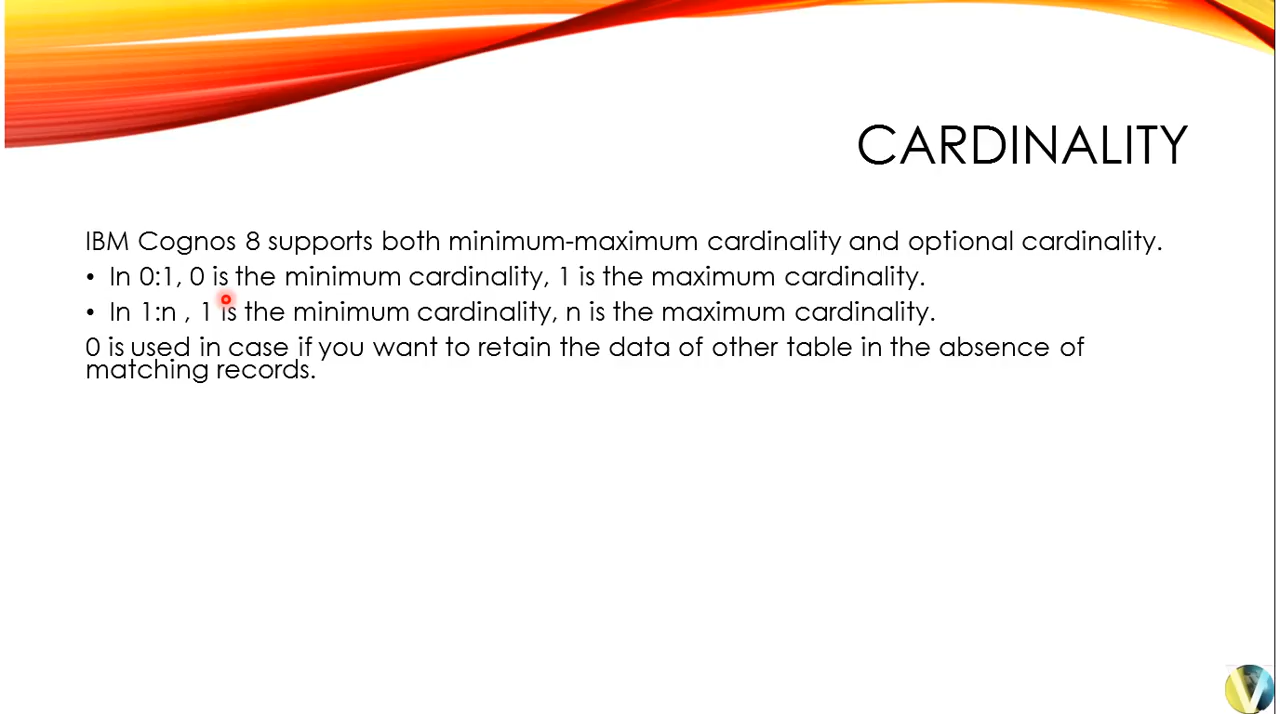 CARDINALITY
IBM Cognos 8 supports both minimum-maximum cardinality and optional cardinality.
• In 0:1, 0 is the minimum cardinality, 1 is the maximum cardinality.
• In 1:n , 1 is the minimum cardinality, n is the maximum cardinality.
0 is used in case if you want to retain the data of other table in the absence of
matching records.